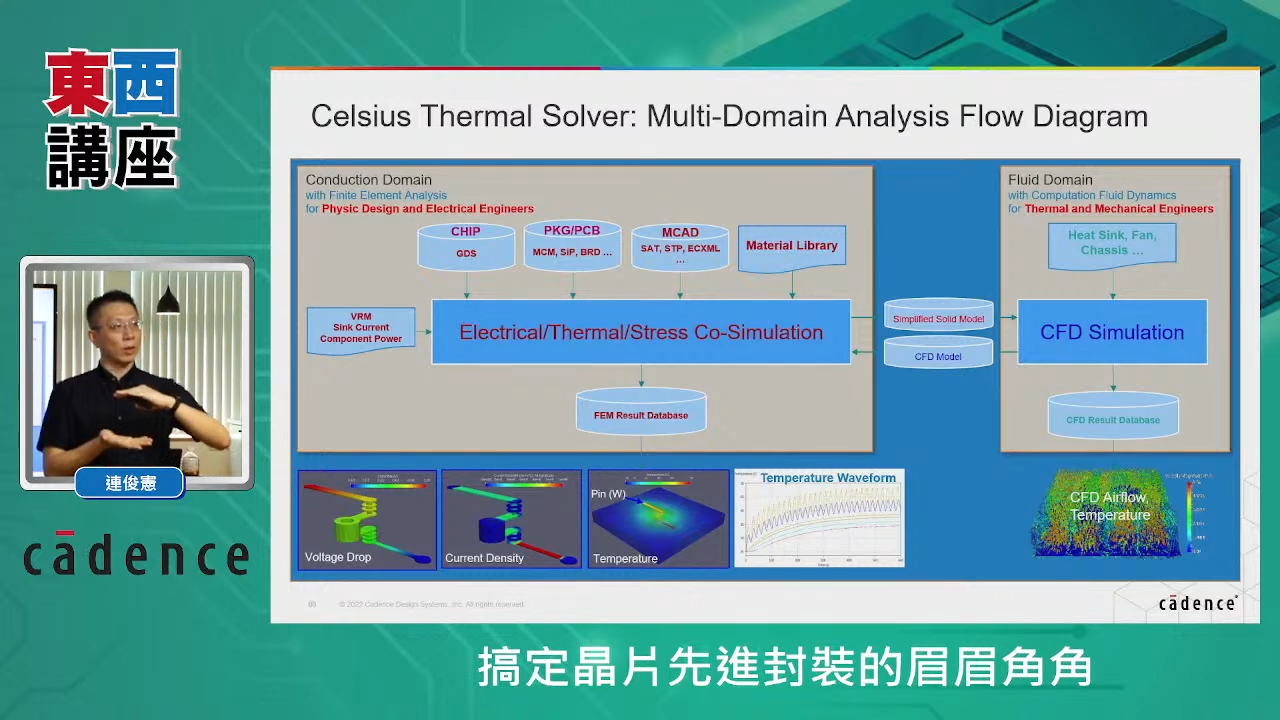 東西
講座
連俊憲
cādence
Celsius Thermal Solver: Multi-Domain Analysis Flow Diagram
Conduction Domain
with Finite Element Analysis
for Physic Design and Electrical Engineers
CHIP
GDS
PKG/PCB
MCM, SiP, BRD ...
MCAD
SAT, STP, ECXML
...
Material Library
VRM
Sink Current
Component Power
Electrical/Thermal/Stress Co-Simulation
FEM Result Database
Simplified Solid Model
CFD Model
Fluid Domain
with Computation Fluid Dynamics
for Thermal and Mechanical Engineers
Heat Sink, Fan,
Chassis ...
CFD Simulation
CFD Result Database
Voltage Drop
Current Density
Pin (W)
Temperature
Temperature Waveform
CFD Airflow,
Temperature
© 2022 Cadence Design Systems, Inc. All rights reserved.
cādence
搞定晶片先進封裝的眉眉角角